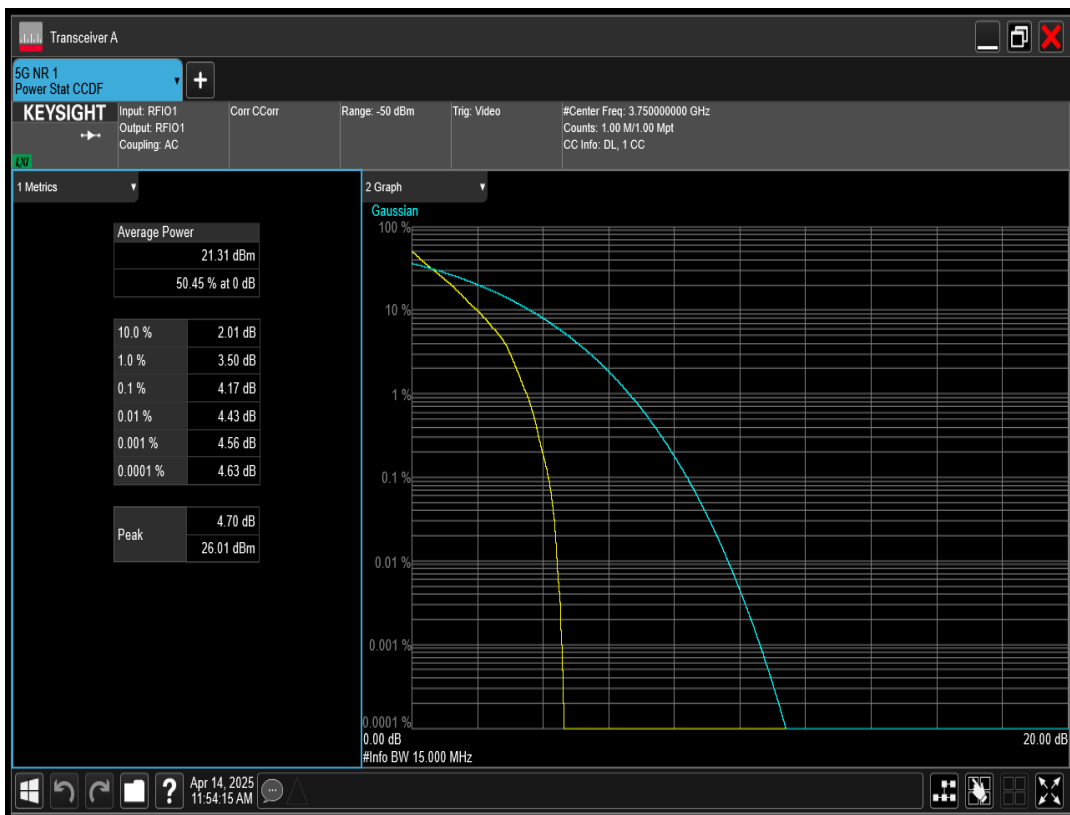 Transceiver A
5G NR 1
Power Stat CCDF
+
KEYSIGHT
LXI
Input: RFIO1
Output: RFIO1
Coupling: AC
Corr CCorr
Range: -50 dBm
Trig: Video
#Center Freq: 3.750000000 GHz
Counts: 1.00 M/1.00 Mpt
CC Info: DL, 1 CC
1 Metrics
Average Power
21.31 dBm
50.45 % at 0 dB
10.0 % 2.01 dB
1.0 % 3.50 dB
0.1 % 4.17 dB
0.01 % 4.43 dB
0.001 % 4.56 dB
0.0001 % 4.63 dB
Peak
4.70 dB
26.01 dBm
2 Graph
Gaussian
100 %
10 %
1 %
0.1 %
0.01 %
0.001 %
0.0001 %
0.00 dB 20.00 dB
#Info BW 15.000 MHz
?
Apr 14, 2025
11:54:15 AM